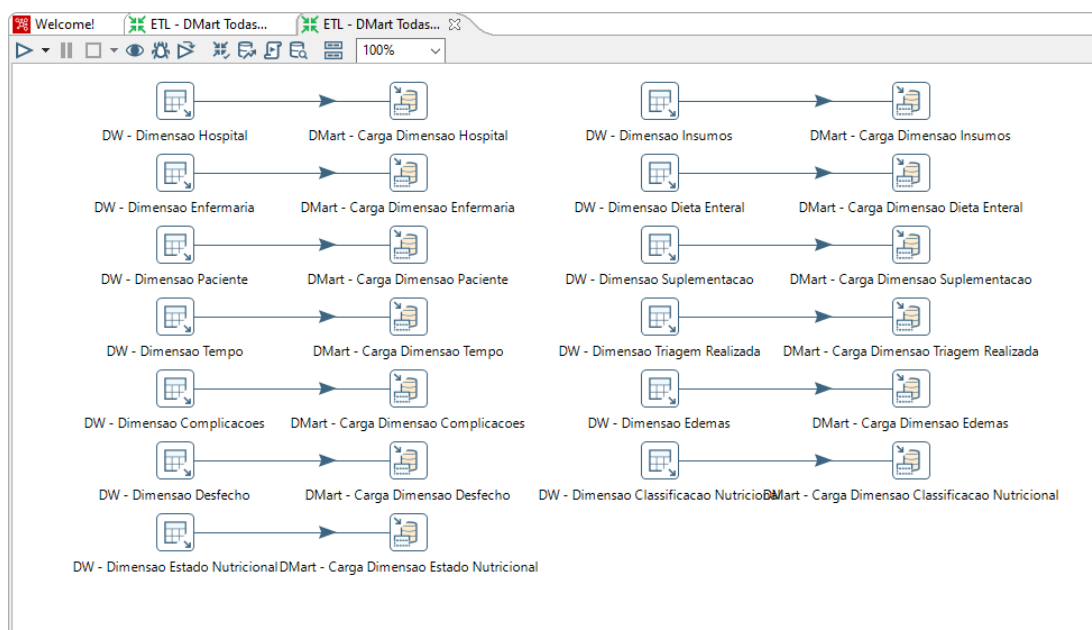 Welcome!
ETL - DMart Todas...
ETL - DMart Todas...
100%
DW - Dimensao Hospital
DMart - Carga Dimensao Hospital
DW - Dimensao Insumos
DMart - Carga Dimensao Insumos
DW - Dimensao Enfermaria
DMart - Carga Dimensao Enfermaria
DW - Dimensao Dieta Enteral
DMart - Carga Dimensao Dieta Enteral
DW - Dimensao Paciente
DMart - Carga Dimensao Paciente
DW - Dimensao Suplementacao
DMart - Carga Dimensao Suplementacao
DW - Dimensao Tempo
DMart - Carga Dimensao Tempo
DW - Dimensao Triagem Realizada
DMart - Carga Dimensao Triagem Realizada
DW - Dimensao Complicacoes
DMart - Carga Dimensao Complicacoes
DW - Dimensao Edemas
DMart - Carga Dimensao Edemas
DW - Dimensao Desfecho
DMart - Carga Dimensao Desfecho
DW - Dimensao Classificacao Nutricional
DMart - Carga Dimensao Classificacao Nutricional
DW - Dimensao Estado Nutricional
DMart - Carga Dimensao Estado Nutricional